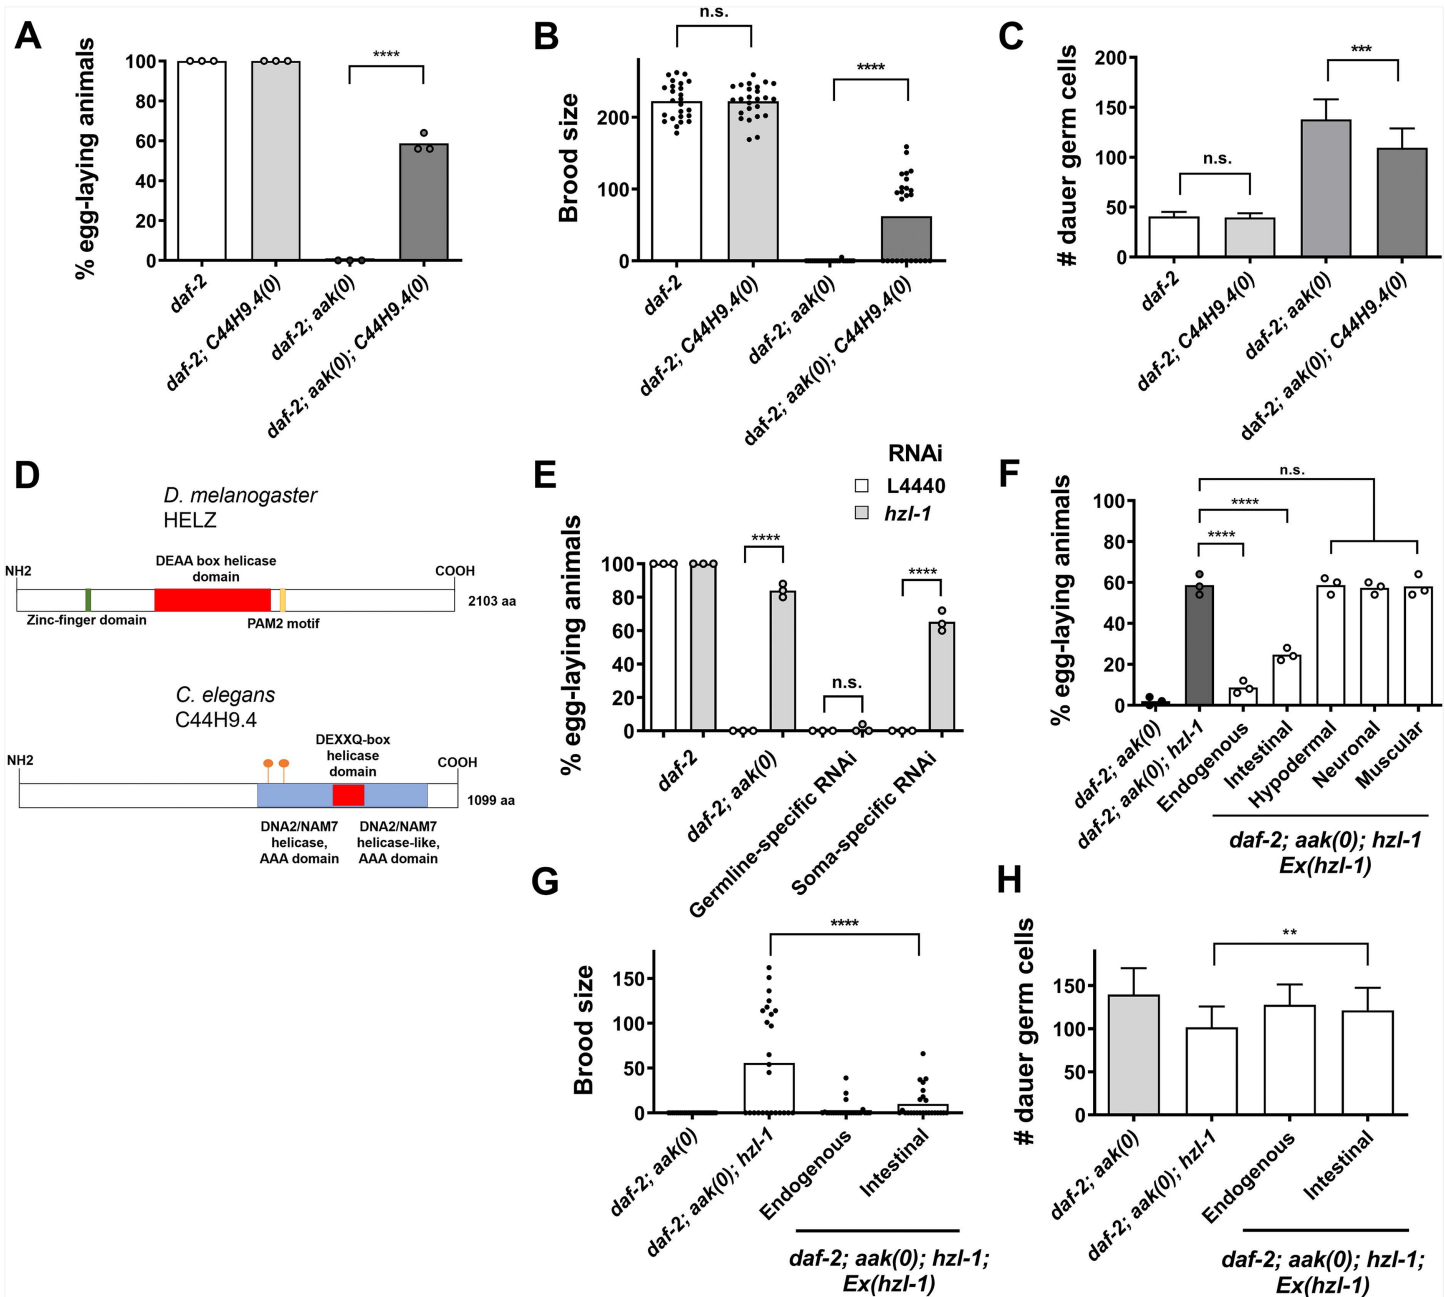 A
% egg-laying animals
100
80
60
40
20
0
****
daf-2
daf-2; C44H9.4(0)
daf-2; aak(0)
daf-2; aak(0); C44H9.4(0)
B
Brood size
200
100
0
n.s.
****
daf-2
daf-2; C44H9.4(0)
daf-2; aak(0)
daf-2; aak(0); C44H9.4(0)
C
# dauer germ cells
200
150
100
50
0
n.s.
***
daf-2
daf-2; C44H9.4(0)
daf-2; aak(0)
daf-2; aak(0); C44H9.4(0)
D
D. melanogaster
HELZ
DEAA box helicase
domain
NH2
COOH
2103 aa
Zinc-finger domain
PAM2 motif
C. elegans
C44H9.4
DEXXQ-box
helicase
domain
NH2
COOH
1099 aa
DNA2/NAM7
helicase,
AAA domain
DNA2/NAM7
helicase-like,
AAA domain
E
RNAi
L4440
hzl-1
% egg-laying animals
100
80
60
40
20
0
****
n.s.
****
daf-2
daf-2; aak(0)
Germline-specific RNAi
Soma-specific RNAi
F
% egg-laying animals
100
80
60
40
20
0
n.s.
****
****
daf-2; aak(0)
daf-2; aak(0); hzl-1
Endogenous
Intestinal
Hypodermal
Neuronal
Muscular
daf-2; aak(0); hzl-1
Ex(hzl-1)
G
Brood size
150
100
50
0
****
daf-2; aak(0)
daf-2; aak(0); hzl-1
Endogenous
Intestinal
daf-2; aak(0); hzl-1;
Ex(hzl-1)
H
# dauer germ cells
150
100
50
0
**
daf-2; aak(0)
daf-2; aak(0); hzl-1
Endogenous
Intestinal
daf-2; aak(0); hzl-1;
Ex(hzl-1)